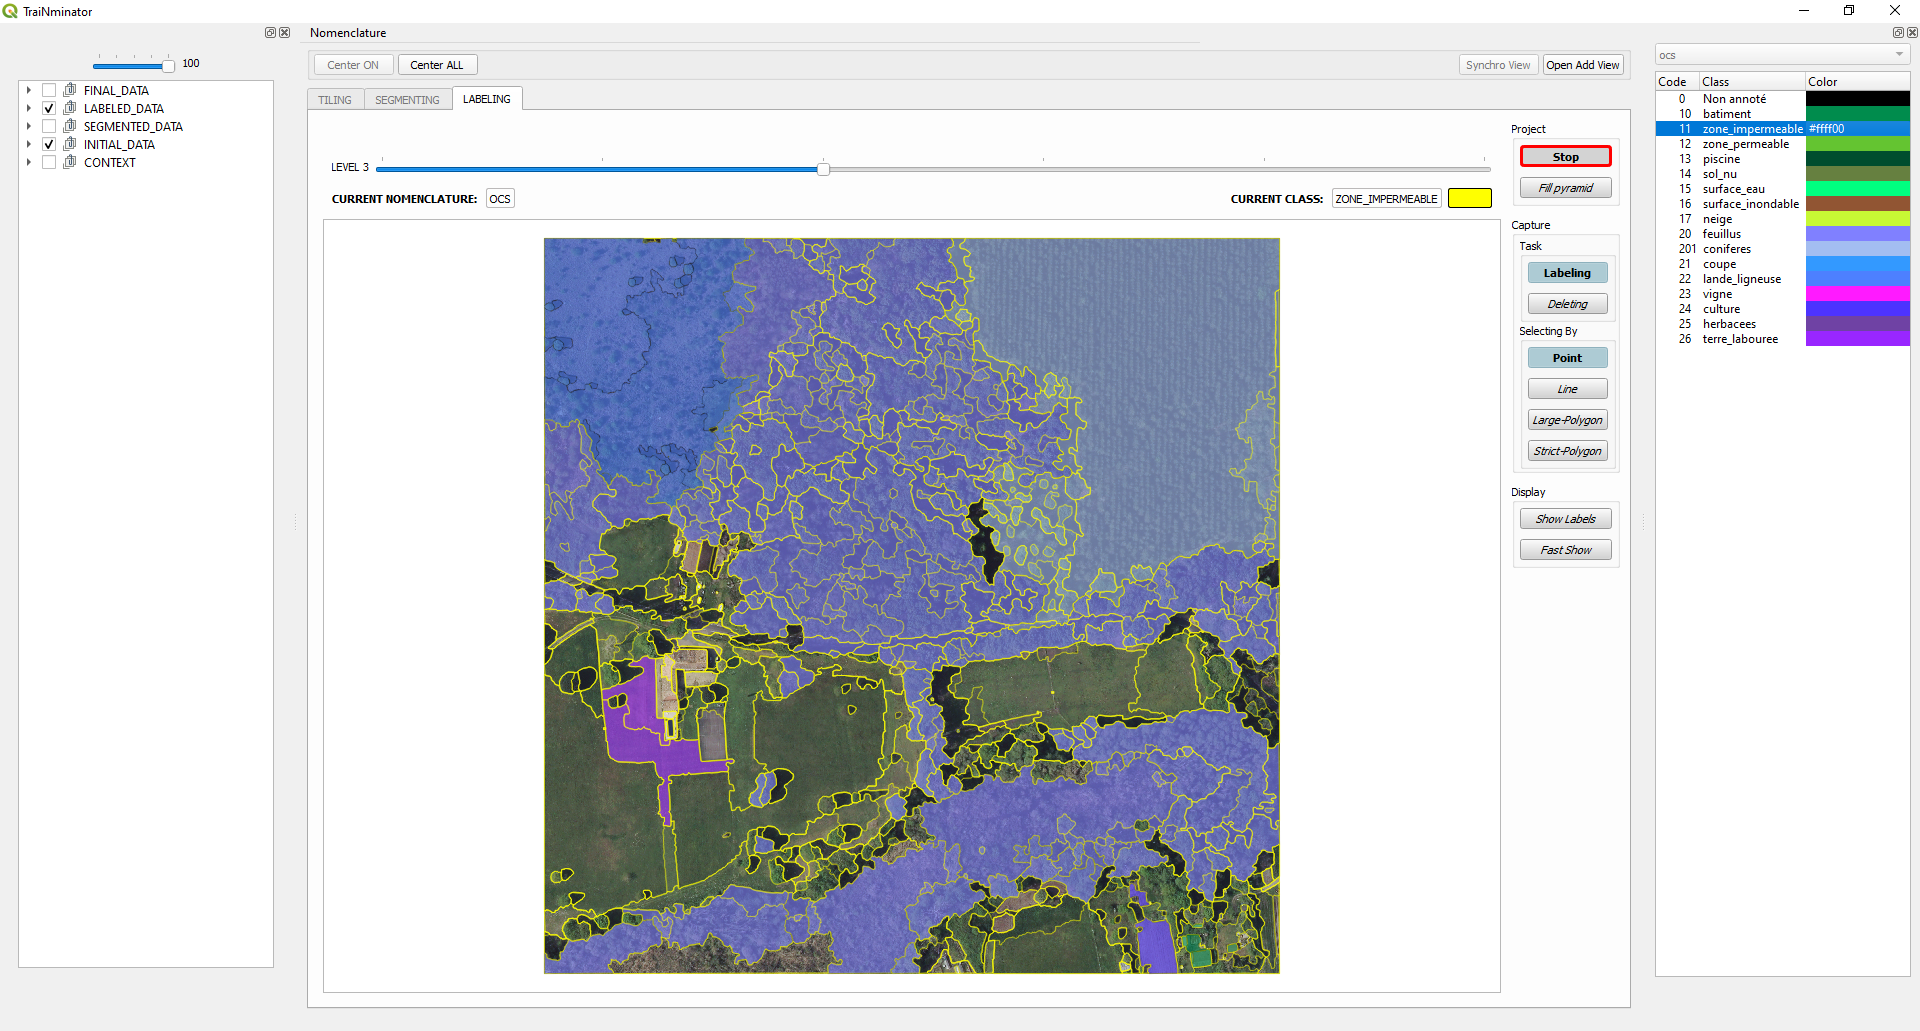 TraiNminator
100
FINAL_DATA
LABELED_DATA
SEGMENTED_DATA
INITIAL_DATA
CONTEXT
Nomenclature
Center ON
Center ALL
Synchro View
Open Add View
TILING
SEGMENTING
LABELING
LEVEL 3
CURRENT NOMENCLATURE:
OCS
CURRENT CLASS:
ZONE_IMPERMEABLE
Project
Stop
Fill pyramid
Capture
Task
Labeling
Deleting
Selecting By
Point
Line
Large-Polygon
Strict-Polygon
Display
Show Labels
Fast Show
ocs
Code Class Color
0 Non annoté
10 batiment
11 zone_impermeable #ffff00
12 zone_permeable
13 piscine
14 sol_nu
15 surface_eau
16 surface_inondable
17 neige
20 feuillus
201 coniferes
21 coupe
22 lande_ligneuse
23 vigne
24 culture
25 herbacees
26 terre_labouree